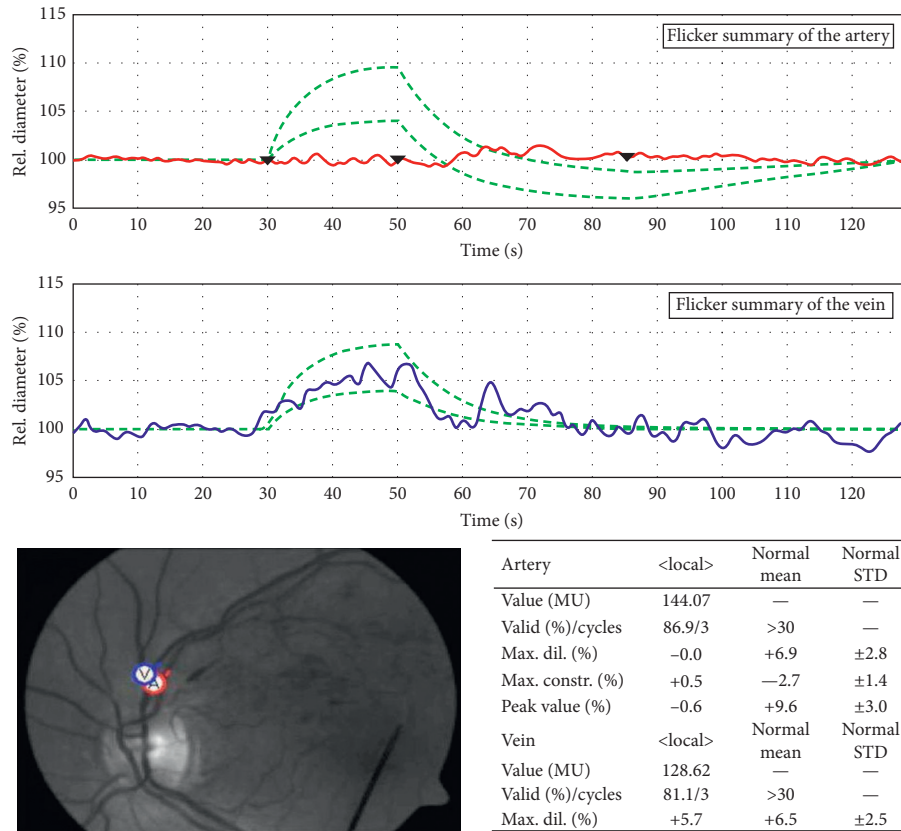 115
110
105
100
95
Rel. diameter (%)
Flicker summary of the artery
0 10 20 30 40 50 60 70 80 90 100 110 120
Time (s)
115
110
105
100
95
Rel. diameter (%)
Flicker summary of the vein
0 10 20 30 40 50 60 70 80 90 100 110 120
Time (s)
V
A
Artery <local> Normal mean Normal STD
Value (MU) 144.07 — —
Valid (%)/cycles 86.9/3 >30 —
Max. dil. (%) –0.0 +6.9 ±2.8
Max. constr. (%) +0.5 —2.7 ±1.4
Peak value (%) –0.6 +9.6 ±3.0
Vein <local> Normal mean Normal STD
Value (MU) 128.62 — —
Valid (%)/cycles 81.1/3 >30 —
Max. dil. (%) +5.7 +6.5 ±2.5